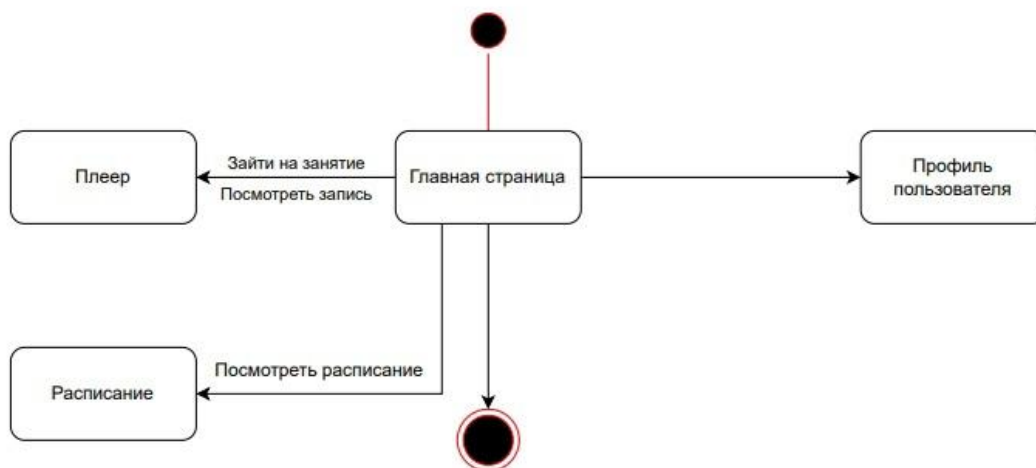 Зайти на занятие
Плеер
Главная страница
Профиль
пользователя
Посмотреть запись
Посмотреть расписание
Расписание